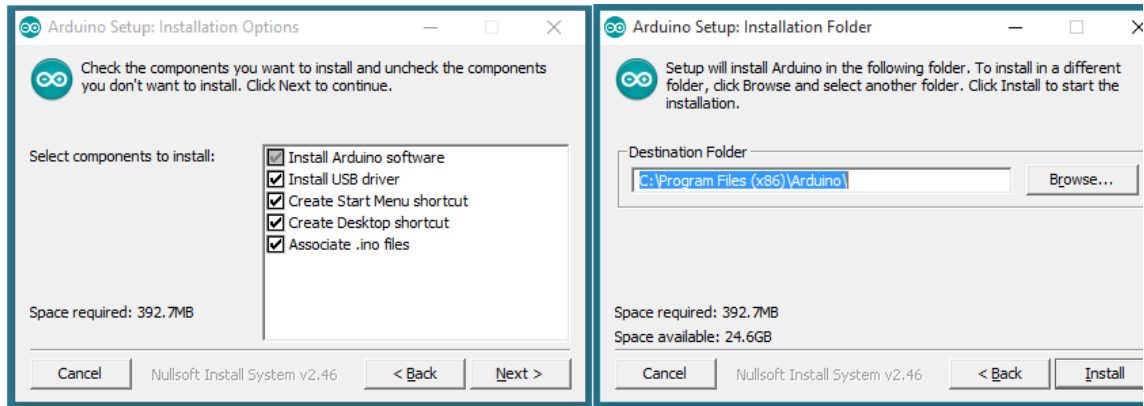 Arduino Setup: Installation Options
Check the components you want to install and uncheck the components
you don't want to install. Click Next to continue.
Select components to install:
Install Arduino software
Install USB driver
Create Start Menu shortcut
Create Desktop shortcut
Associate .ino files
Space required: 392.7MB
Cancel
Nullsoft Install System v2.46
< Back
Next >
Arduino Setup: Installation Folder
Setup will install Arduino in the following folder. To install in a different
folder, click Browse and select another folder. Click Install to start the
installation.
Destination Folder
C:\Program Files (x86)\Arduino\
Browse...
Space required: 392.7MB
Space available: 24.6GB
Cancel
Nullsoft Install System v2.46
< Back
Install